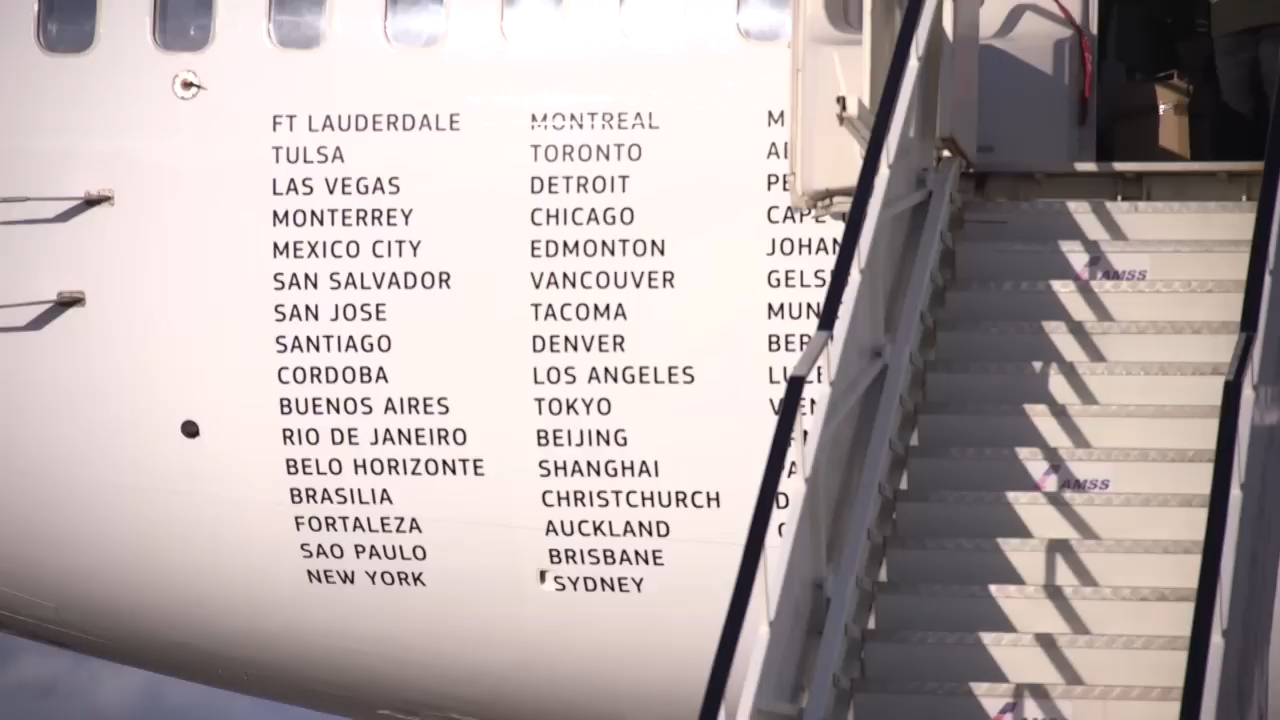 FT LAUDERDALE
TULSA
LAS VEGAS
MONTERREY
MEXICO CITY
SAN SALVADOR
SAN JOSE
SANTIAGO
CORDOBA
BUENOS AIRES
RIO DE JANEIRO
BELO HORIZONTE
BRASILIA
FORTALEZA
SAO PAULO
NEW YORK
MONTREAL
TORONTO
DETROIT
CHICAGO
EDMONTON
VANCOUVER
TACOMA
DENVER
LOS ANGELES
TOKYO
BEIJING
SHANGHAI
CHRISTCHURCH
AUCKLAND
BRISBANE
SYDNEY
AMSS
AMSS